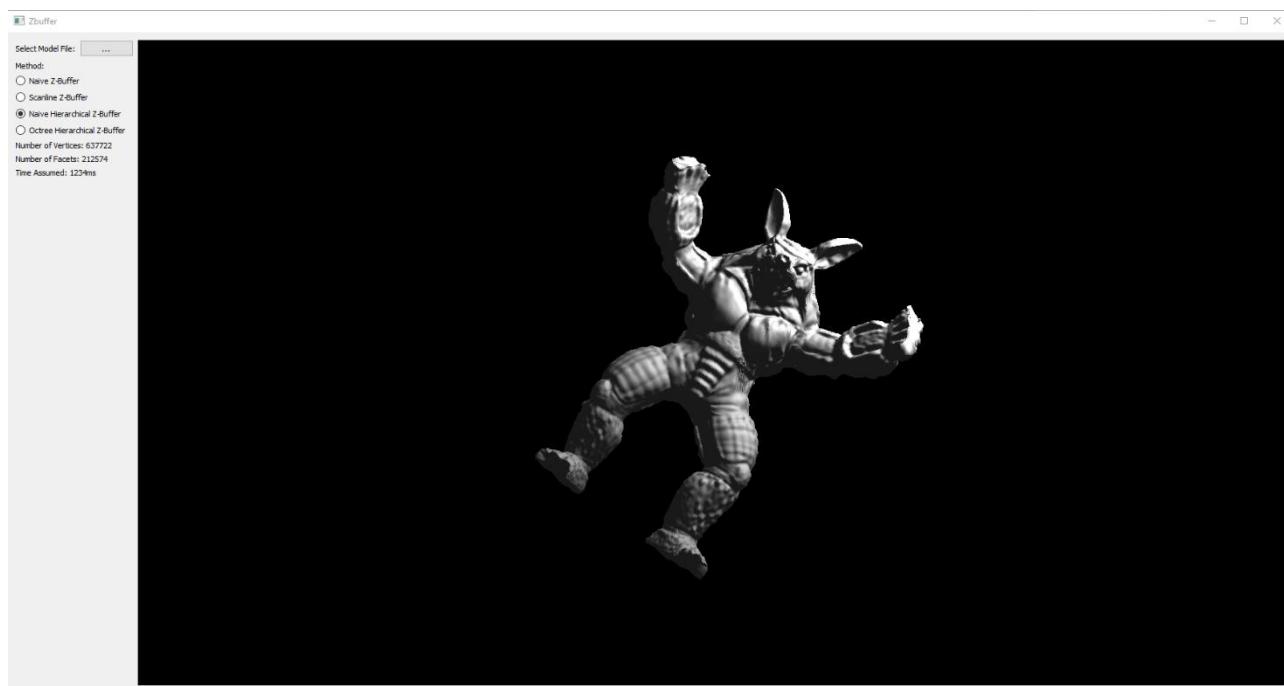 Zbuffer
Select Model File: ...
Method:
Naive Z-Buffer
Scanline Z-Buffer
Naive Hierarchical Z-Buffer
Octree Hierarchical Z-Buffer
Number of Vertices: 637722
Number of Facets: 212574
Time Assumed: 1234ms